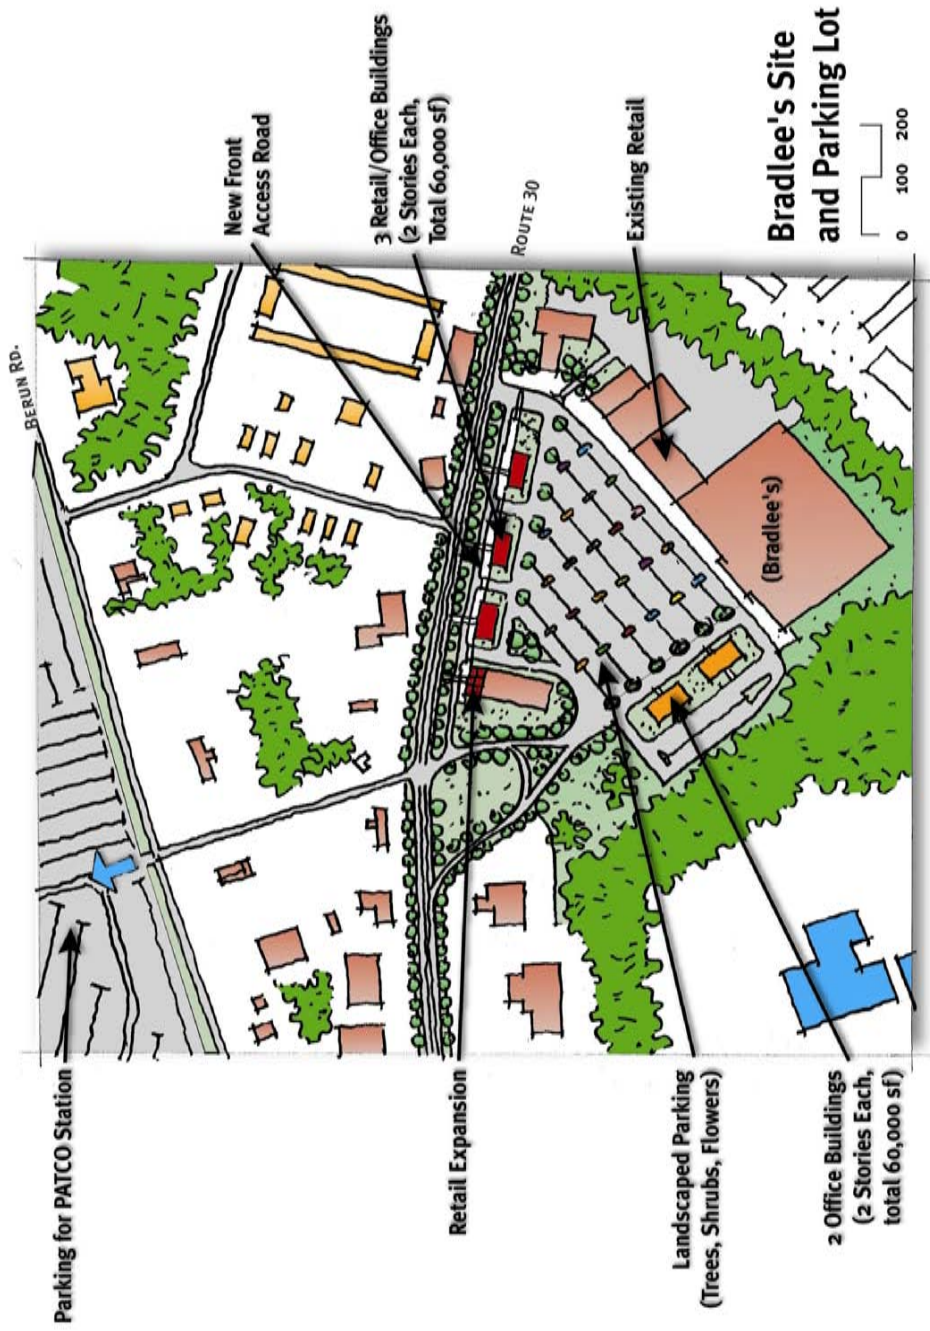 Parking for PATCO Station
BERLIN RD.
New Front
Access Road
3 Retail/Office Buildings
(2 Stories Each,
Total 60,000 sf)
ROUTE 30
Retail Expansion
Existing Retail
(Bradlee's)
Landscaped Parking
(Trees, Shrubs, Flowers)
2 Office Buildings
(2 Stories Each,
total 60,000 sf)
Bradlee's Site
and Parking Lot
0 100 200